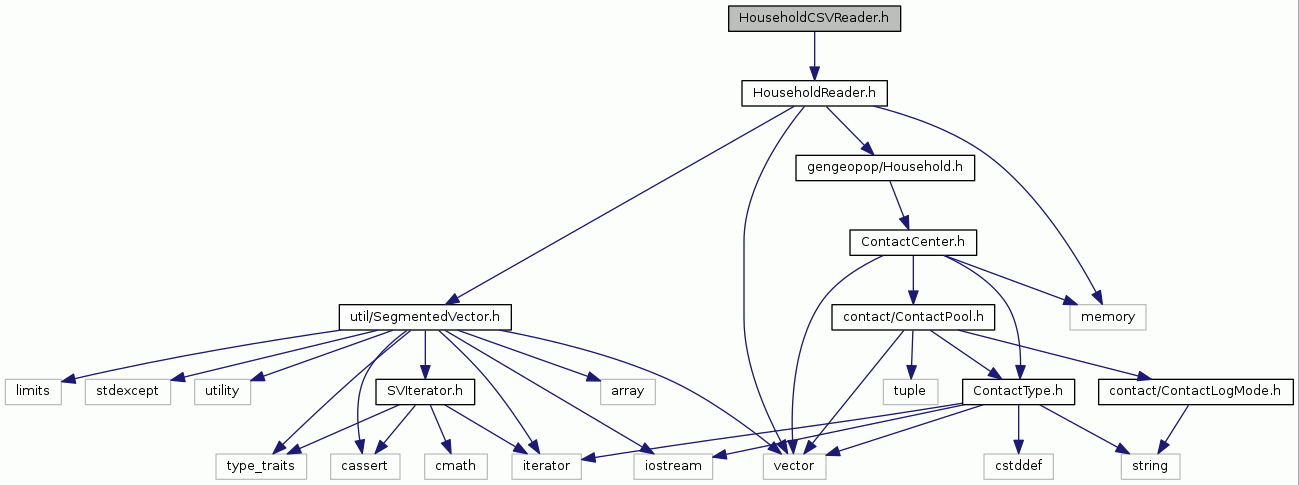 HouseholdCSVReader.h
HouseholdReader.h
gengeopop/Household.h
ContactCenter.h
util/SegmentedVector.h
contact/ContactPool.h
memory
limits
stdexcept
utility
SVIterator.h
array
tuple
ContactType.h
contact/ContactLogMode.h
type_traits
cassert
cmath
iterator
iostream
vector
cstddef
string